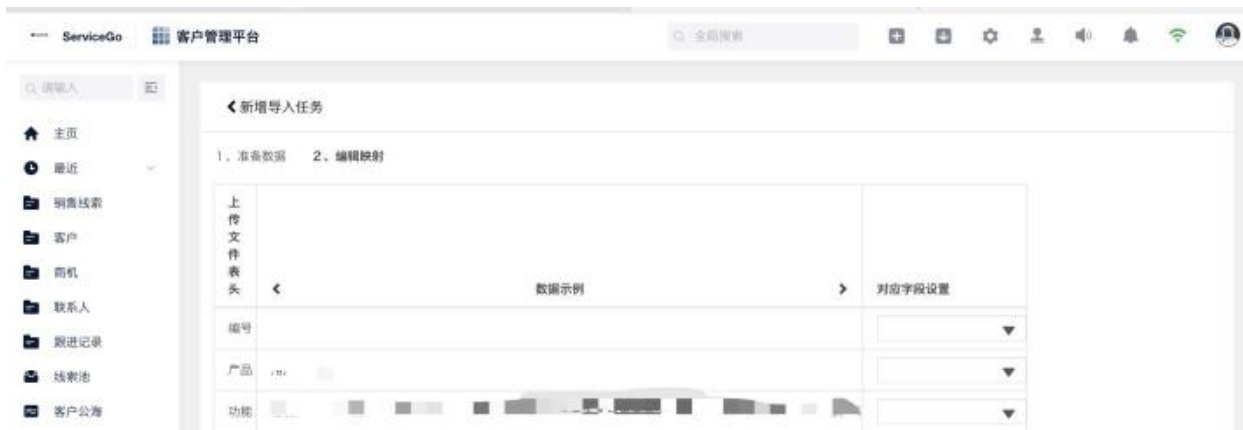 ServiceGo 客户管理平台 全局搜索
请输入
新增导入任务
主页
1、准备数据 2、编辑映射
最近
销售线索
上传文件表头 数据示例 对应字段设置
客户
商机
联系人
编号
跟进记录
产品
线索池
功能
客户公海